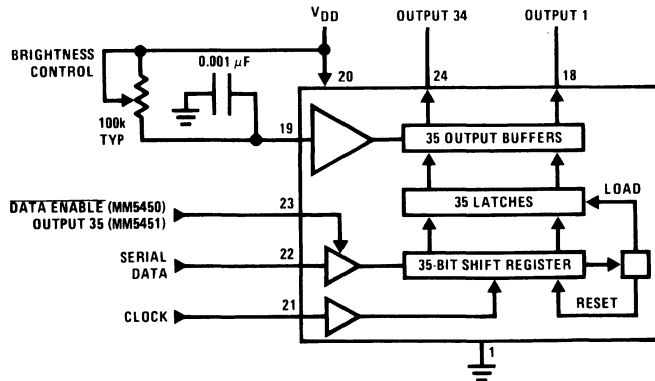 V_DD
OUTPUT 34
OUTPUT 1
BRIGHTNESS
CONTROL
0.001 μF
20
24
18
100k
TYP
19
35 OUTPUT BUFFERS
LOAD
DATA ENABLE (MM5450)
OUTPUT 35 (MM5451)
23
35 LATCHES
SERIAL
DATA
22
35-BIT SHIFT REGISTER
RESET
CLOCK
21
1